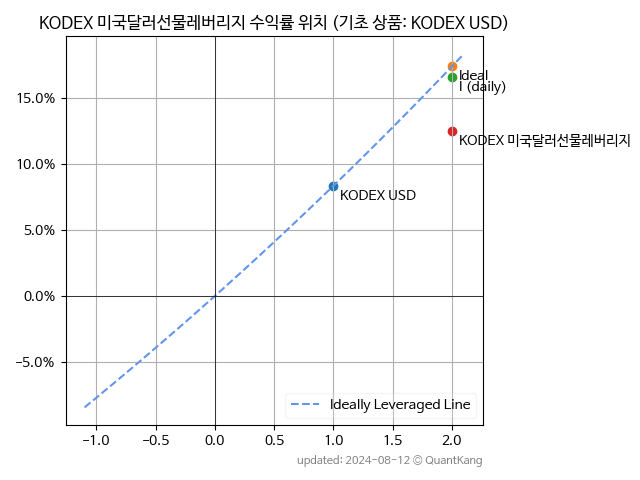 KODEX 미국달러선물레버리지 수익률 위치 (기초 상품: KODEX USD)
15.0%
10.0%
5.0%
0.0%
-5.0%
Ideal
I (daily)
KODEX 미국달러선물레버리지
KODEX USD
Ideally Leveraged Line
-1.0 -0.5 0.0 0.5 1.0 1.5 2.0
updated: 2024-08-12 © QuantKang